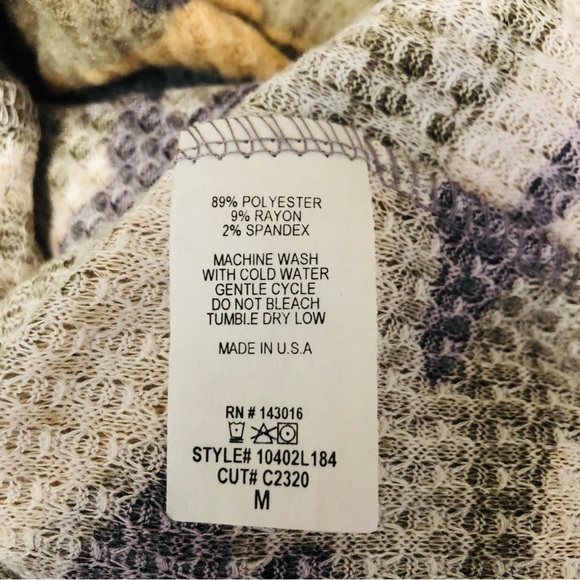 89% POLYESTER
9% RAYON
2% SPANDEX
MACHINE WASH
WITH COLD WATER
GENTLE CYCLE
DO NOT BLEACH
TUMBLE DRY LOW
MADE IN U.S.A
RN # 143016
STYLE# 10402L184
CUT# C2320
M